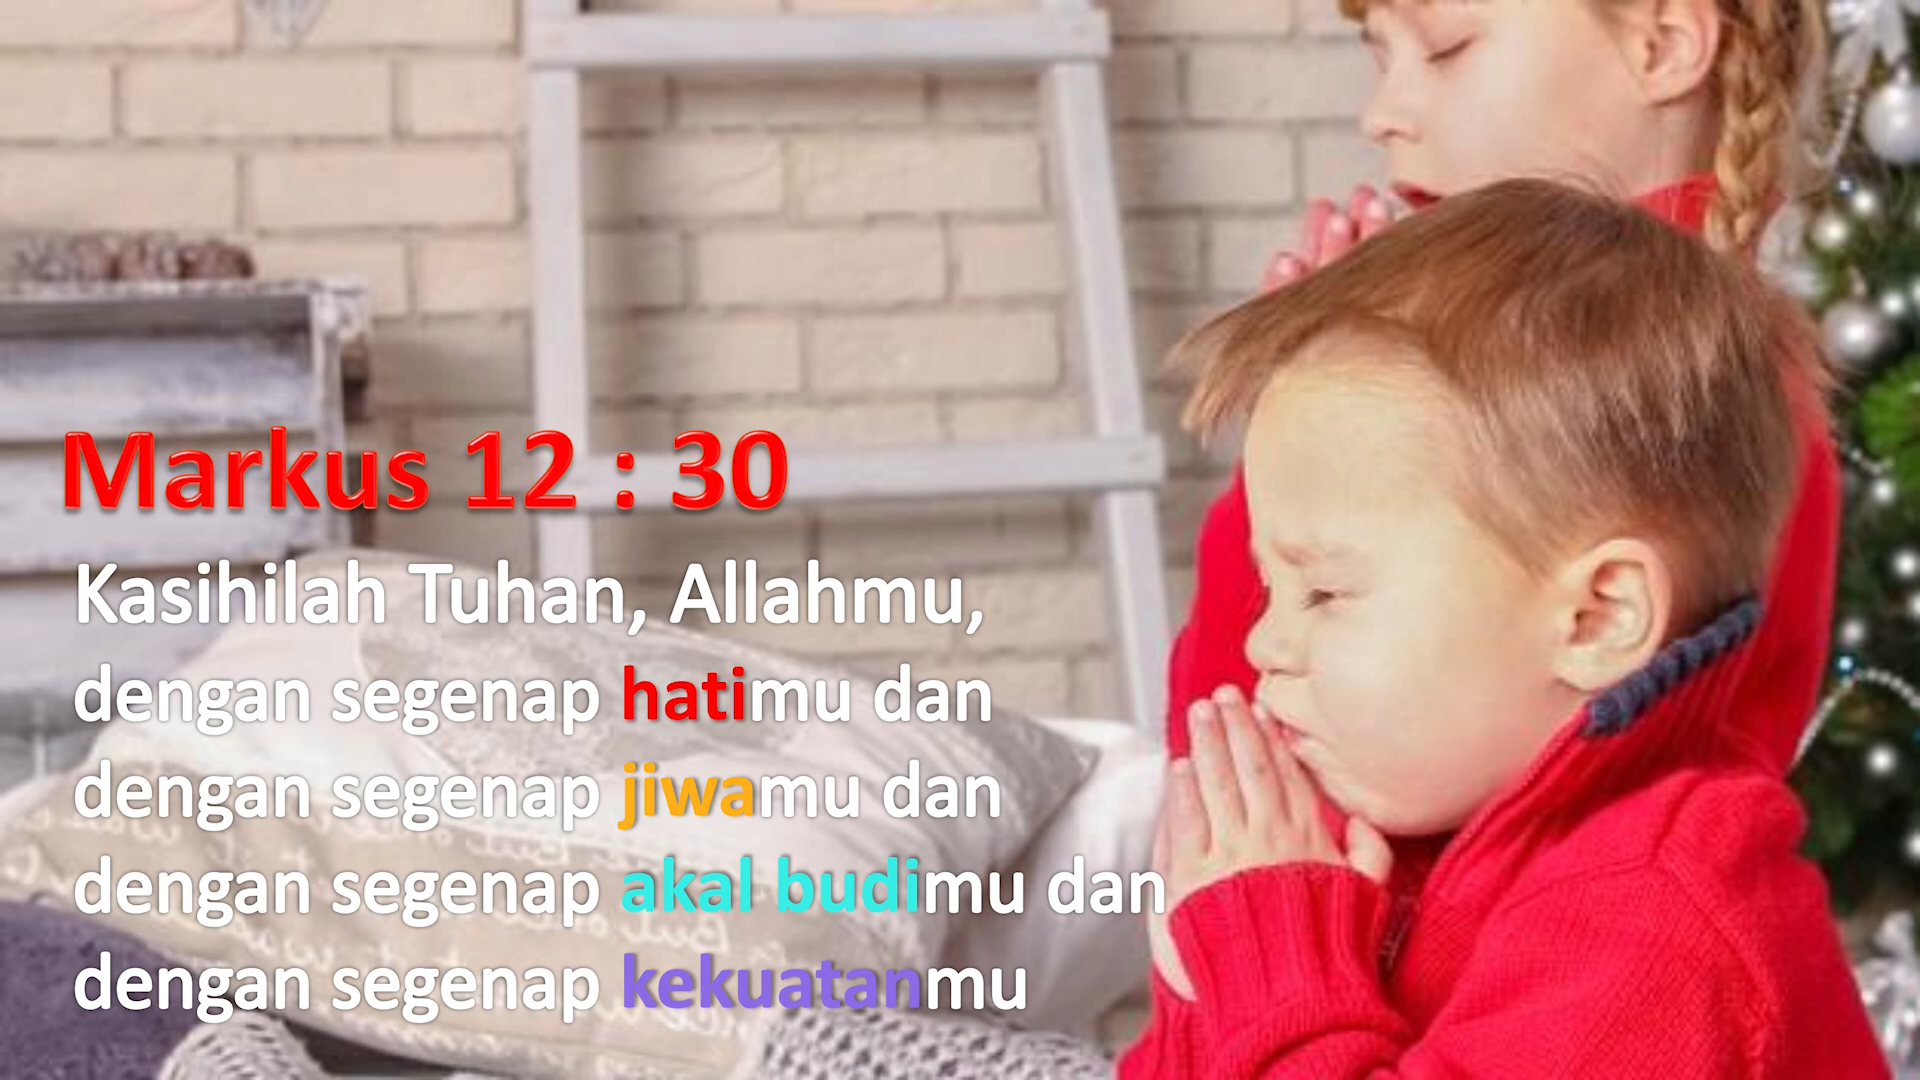 Markus 12 : 30
Kasihilah Tuhan, Allahmu,
dengan segenap hatimu dan
dengan segenap jiwamu dan
dengan segenap akal budimu dan
dengan segenap kekuatanmu